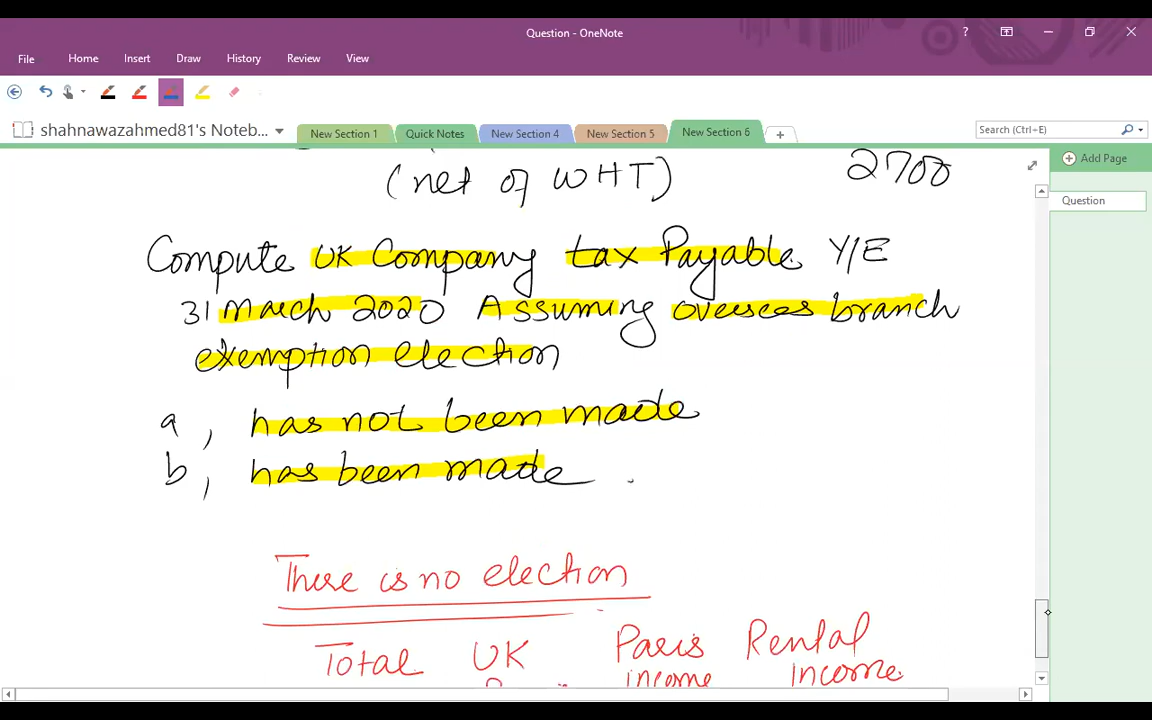 Question - OneNote
File Home Insert Draw History Review View
shahnawazahmed81's Noteb...
New Section 1 Quick Notes New Section 4 New Section 5 New Section 6
Search (Ctrl+E)
Add Page
Question
(net of WHT) 2700
Compute UK Company tax Payable Y/E
31 March 2020 Assuming overseas branch
exemption election
a, has not been made
b, has been made.
There is no election
Total UK Paris Rental
income Income